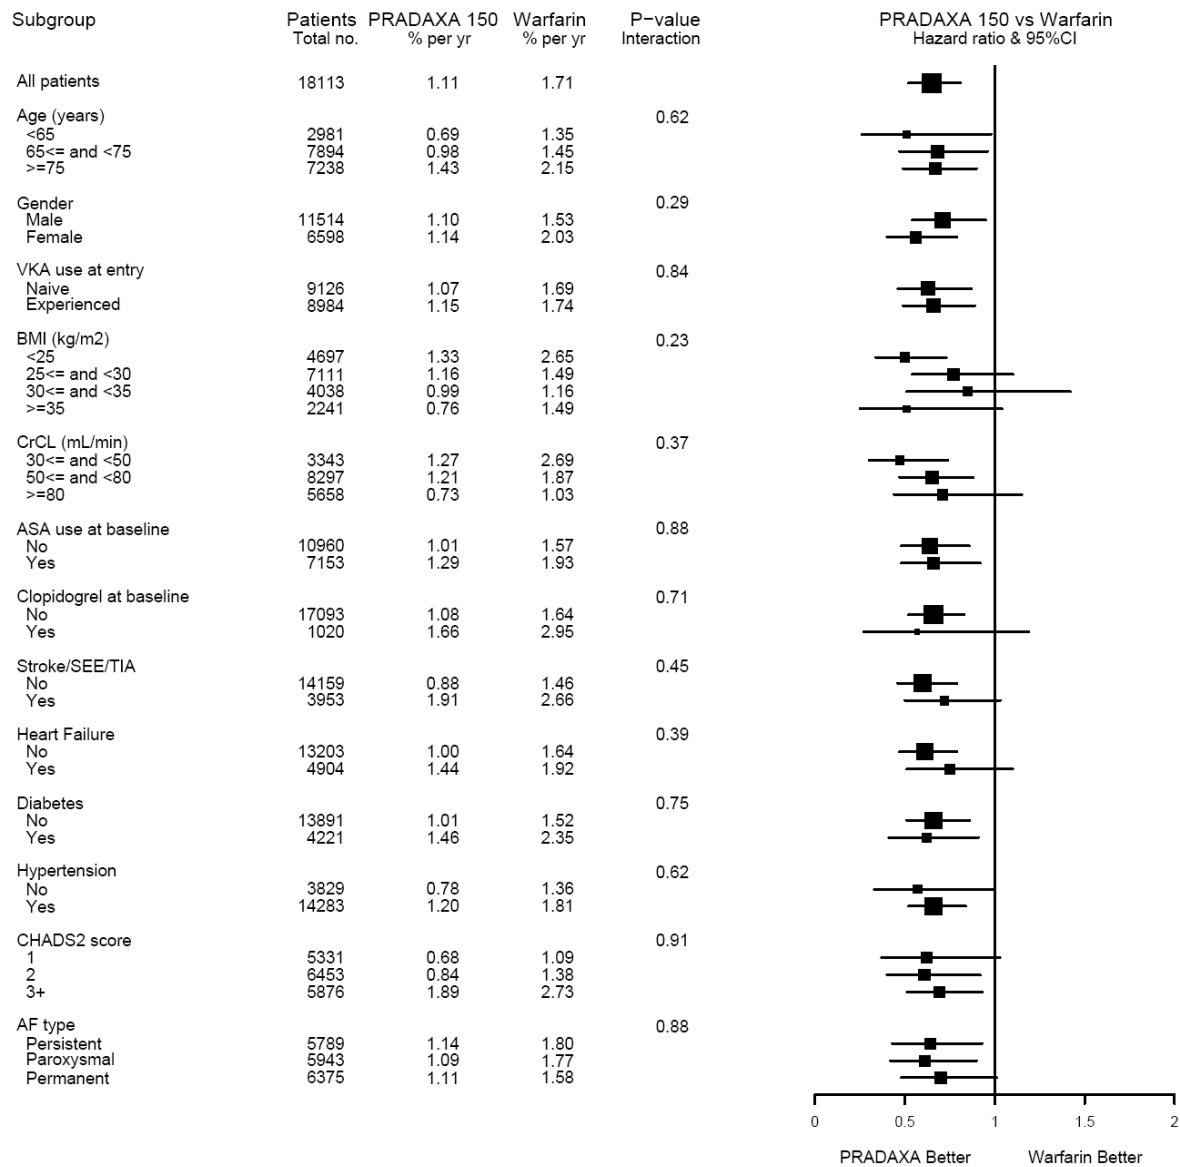 Subgroup Patients PRADAXA 150 Warfarin P−value PRADAXA 150 vs Warfarin
Total no. % per yr % per yr Interaction Hazard ratio & 95%CI
All patients 18113 1.11 1.71
Age (years) 0.62
<65 2981 0.69 1.35
65<= and <75 7894 0.98 1.45
>=75 7238 1.43 2.15
Gender 0.29
Male 11514 1.10 1.53
Female 6598 1.14 2.03
VKA use at entry 0.84
Naive 9126 1.07 1.69
Experienced 8984 1.15 1.74
BMI (kg/m2) 0.23
<25 4697 1.33 2.65
25<= and <30 7111 1.16 1.49
30<= and <35 4038 0.99 1.16
>=35 2241 0.76 1.49
CrCL (mL/min) 0.37
30<= and <50 3343 1.27 2.69
50<= and <80 8297 1.21 1.87
>=80 5658 0.73 1.03
ASA use at baseline 0.88
No 10960 1.01 1.57
Yes 7153 1.29 1.93
Clopidogrel at baseline 0.71
No 17093 1.08 1.64
Yes 1020 1.66 2.95
Stroke/SEE/TIA 0.45
No 14159 0.88 1.46
Yes 3953 1.91 2.66
Heart Failure 0.39
No 13203 1.00 1.64
Yes 4904 1.44 1.92
Diabetes 0.75
No 13891 1.01 1.52
Yes 4221 1.46 2.35
Hypertension 0.62
No 3829 0.78 1.36
Yes 14283 1.20 1.81
CHADS2 score 0.91
1 5331 0.68 1.09
2 6453 0.84 1.38
3+ 5876 1.89 2.73
AF type 0.88
Persistent 5789 1.14 1.80
Paroxysmal 5943 1.09 1.77
Permanent 6375 1.11 1.58
0 0.5 1 1.5 2
PRADAXA Better Warfarin Better